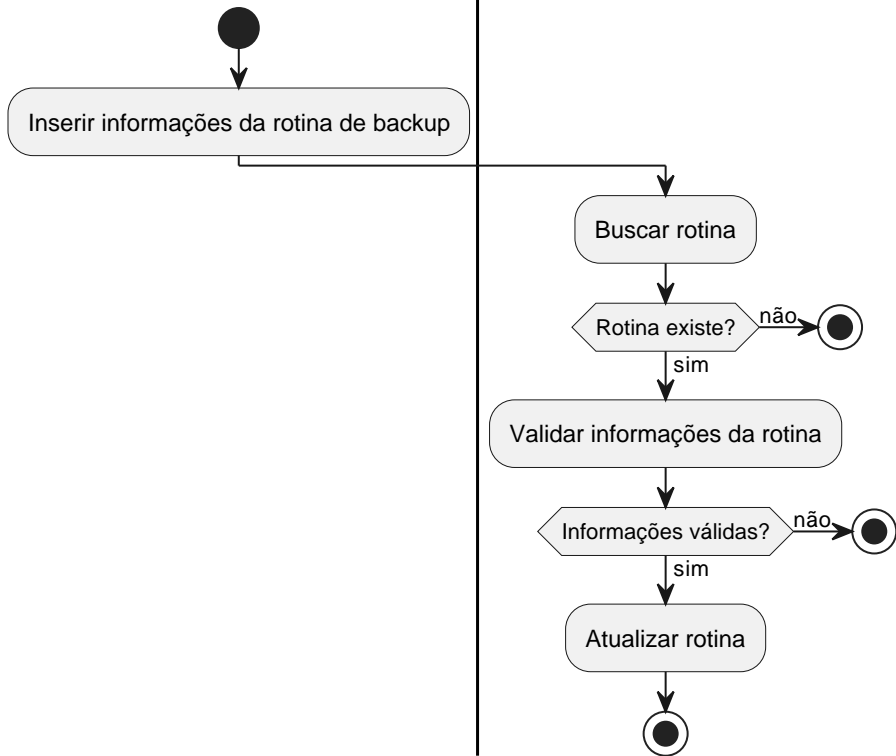 Inserir informações da rotina de backup
Buscar rotina
Rotina existe?
não
sim
Validar informações da rotina
Informações válidas?
não
sim
Atualizar rotina